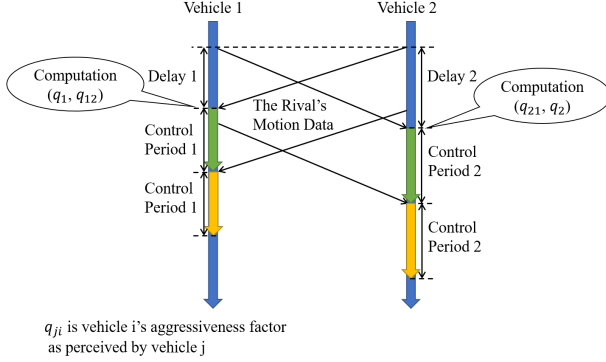 Vehicle 1
Vehicle 2
Computation
(q₁, q₁₂)
Delay 1
Delay 2
Computation
(q₂₁, q₂)
The Rival's
Motion Data
Control
Period 1
Control
Period 2
Control
Period 1
Control
Period 2
qⱼᵢ is vehicle i's aggressiveness factor
as perceived by vehicle j